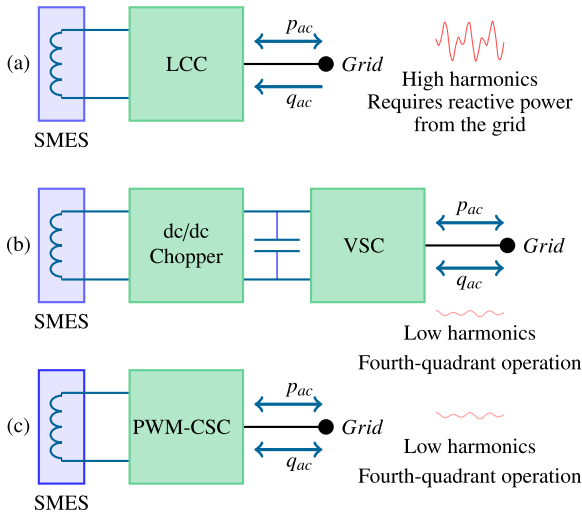 (a)
LCC
p_ac
q_ac
Grid
SMES
High harmonics
Requires reactive power
from the grid
(b)
dc/dc
Chopper
VSC
p_ac
q_ac
Grid
SMES
Low harmonics
Fourth-quadrant operation
(c)
PWM-CSC
p_ac
q_ac
Grid
SMES
Low harmonics
Fourth-quadrant operation